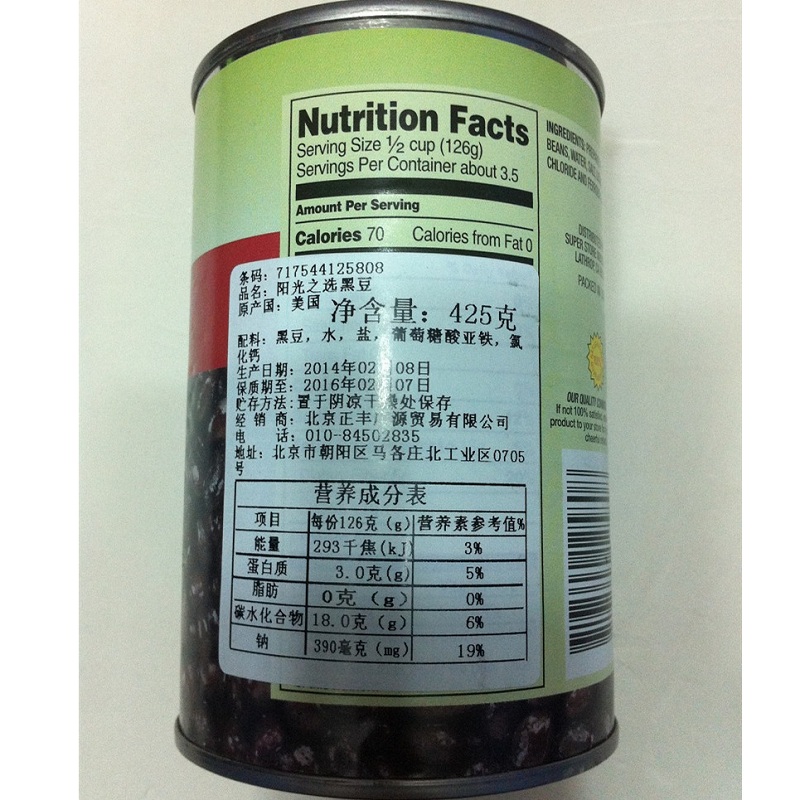 Nutrition Facts
Serving Size ½ cup (126g)
Servings Per Container about 3.5
Amount Per Serving
Calories 70 Calories from Fat 0
INGREDIENTS:
BEANS, WATER,
CHLORIDE AND
SUPER STORE
LATHROP, CA
PACKED
OUR QUALITY
If not 100%
product to your store
cheerful
条码: 717544125808
品名: 阳光之选黑豆
原产国: 美国 净含量: 425克
配料: 黑豆, 水, 盐, 葡萄糖酸亚铁, 氯
化钙
生产日期: 2014年02月08日
保质期至: 2016年02月07日
贮存方法: 置于阴凉干燥处保存
经 销 商: 北京正丰 源贸易有限公司
电 话: 010-84502835
地址: 北京市朝阳区马各庄北工业区0705
号
营养成分表
项目 每份126克 (g) 营养素参考值%
能量 293千焦(kJ) 3%
蛋白质 3.0克(g) 5%
脂肪 0克 (g) 0%
碳水化合物 18.0克 (g) 6%
钠 390毫克 (mg) 19%